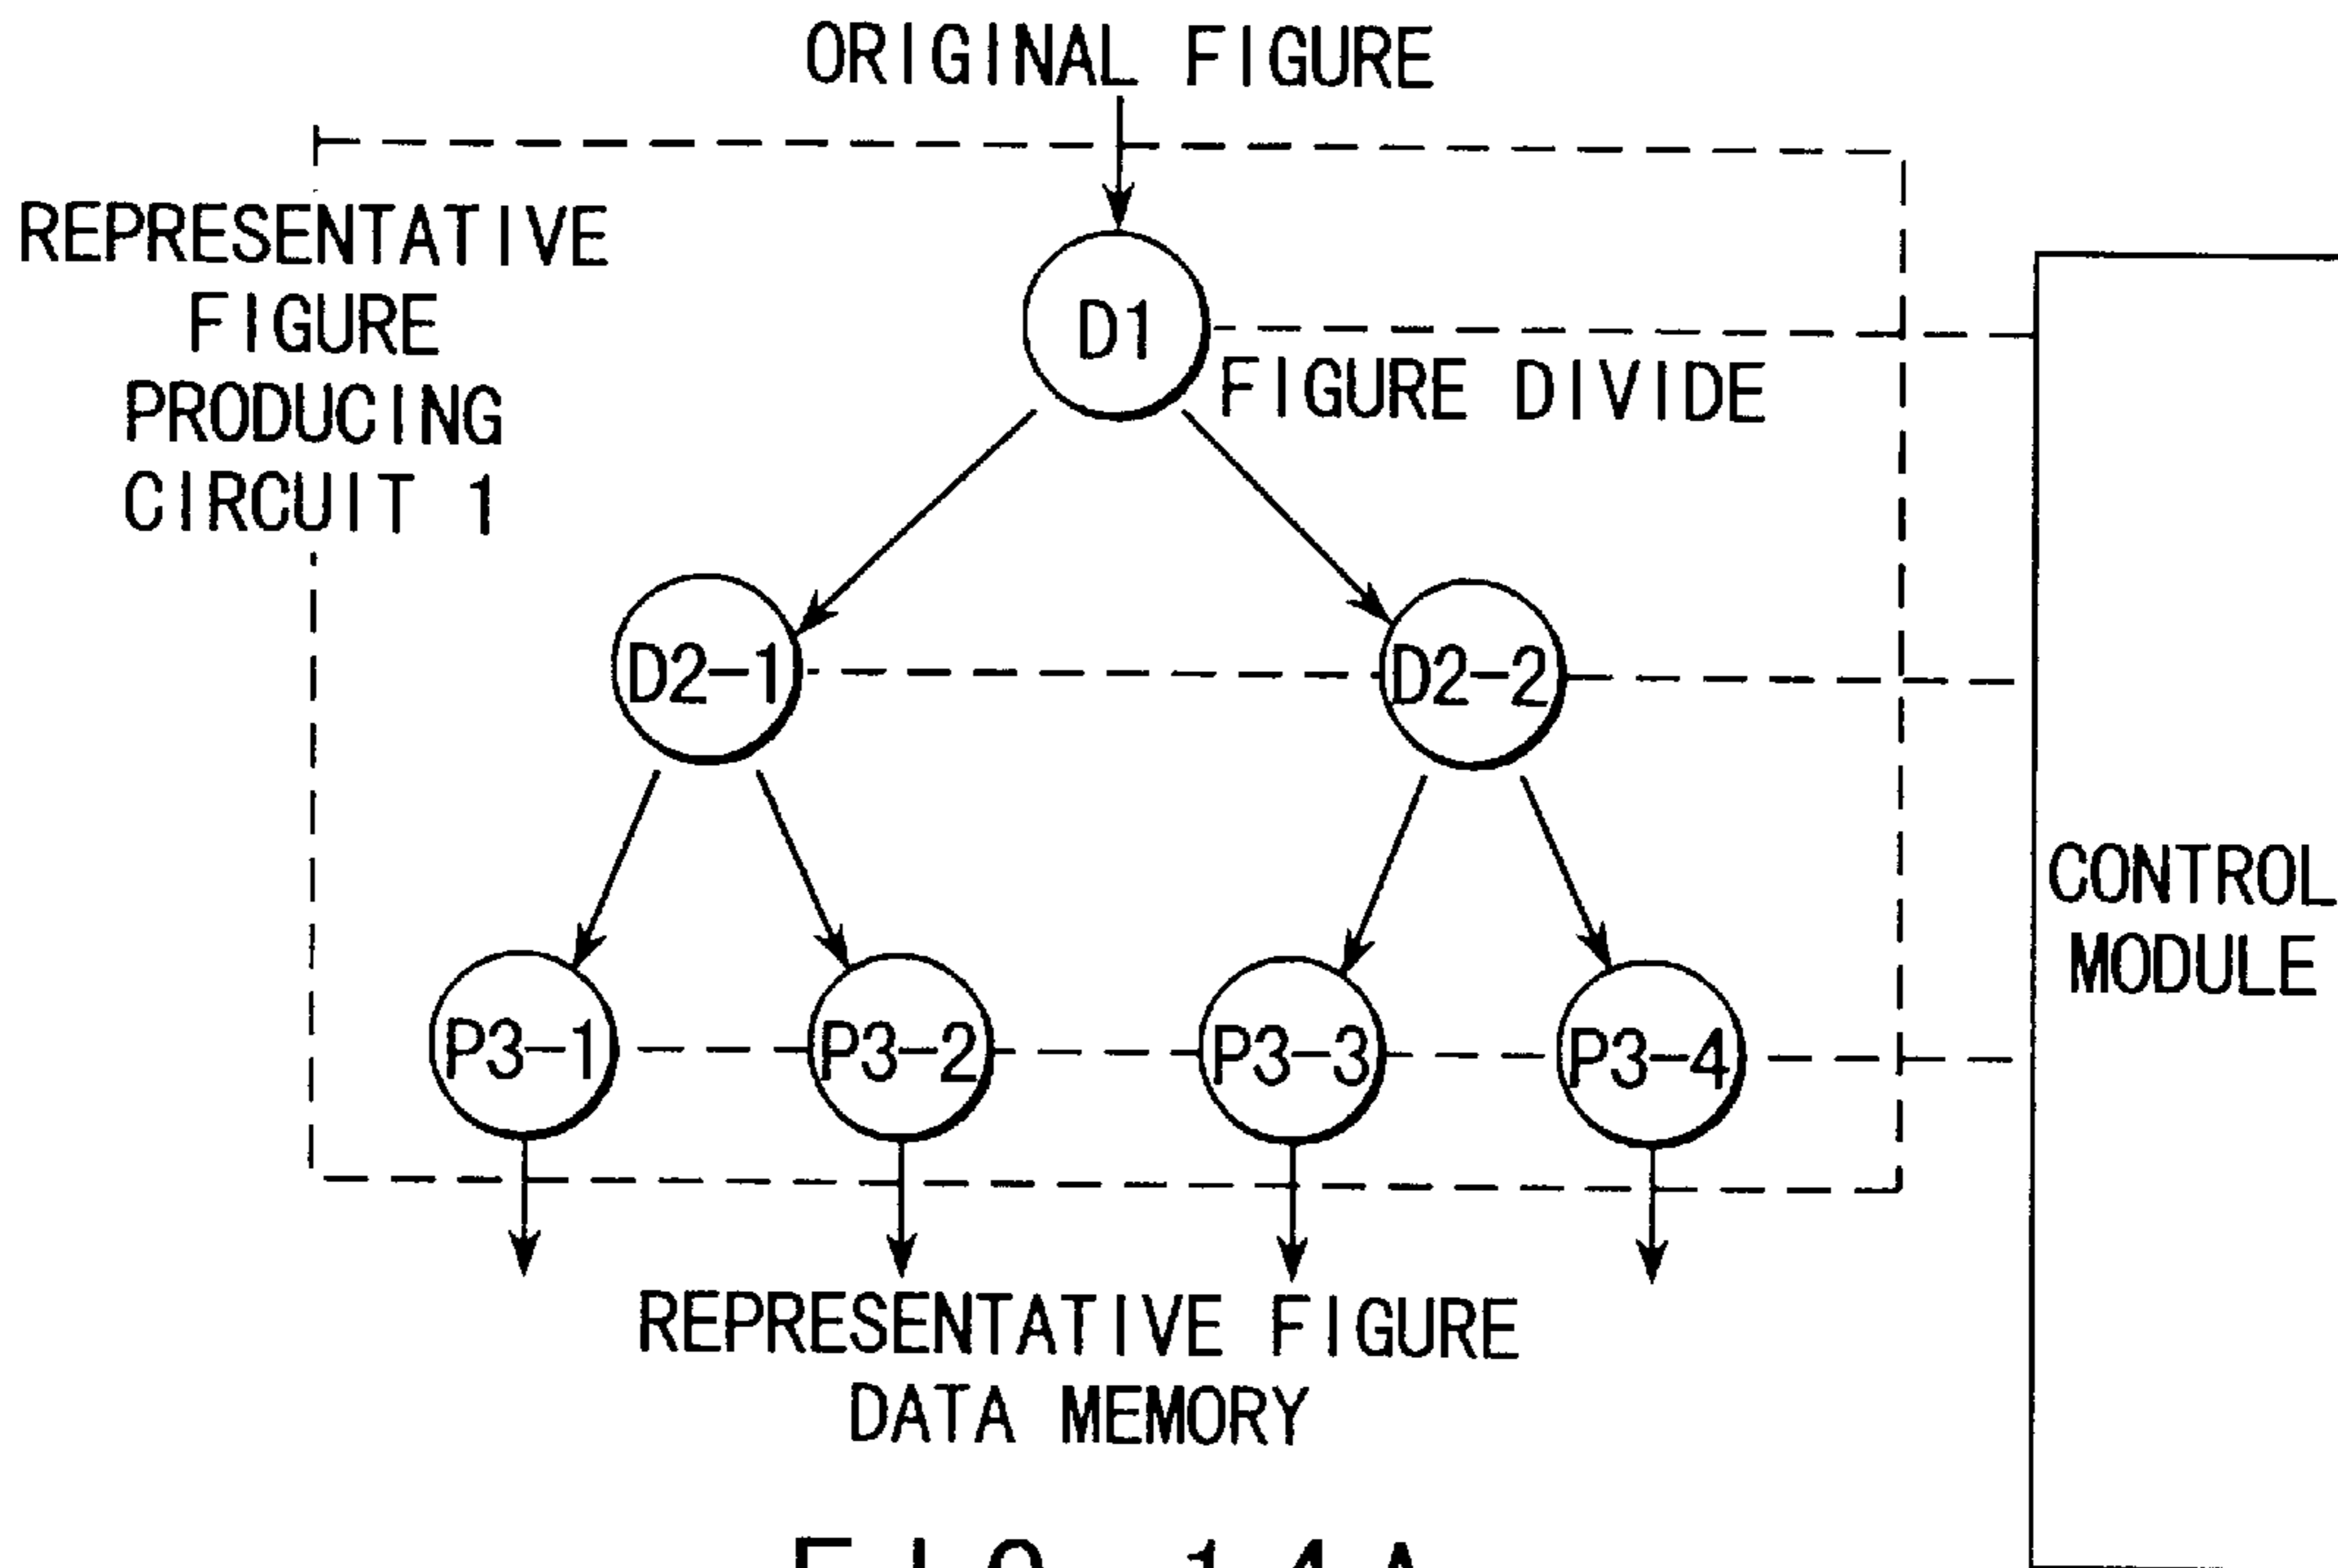 ORIGINAL FIGURE
REPRESENTATIVE
FIGURE
PRODUCING
CIRCUIT 1
D1
FIGURE DIVIDE
D2-1
D2-2
CONTROL
MODULE
P3-1
P3-2
P3-3
P3-4
REPRESENTATIVE FIGURE
DATA MEMORY